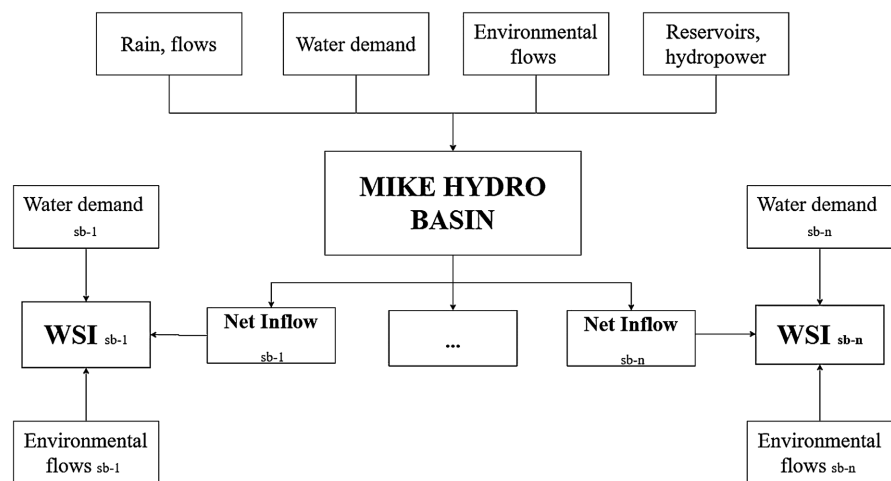 Rain, flows
Water demand
Environmental
flows
Reservoirs,
hydropower
MIKE HYDRO
BASIN
Water demand
sb-1
Water demand
sb-n
WSI sb-1
Net Inflow
sb-1
...
Net Inflow
sb-n
WSI sb-n
Environmental
flows sb-1
Environmental
flows sb-n